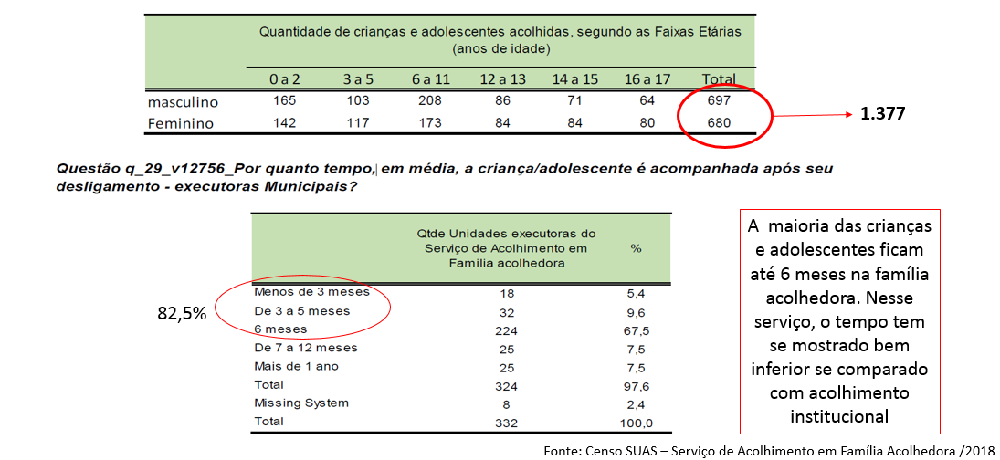 Quantidade de crianças e adolescentes acolhidas, segundo as Faixas Etárias
(anos de idade)
0 a 2 3 a 5 6 a 11 12 a 13 14 a 15 16 a 17 Total
masculino 165 103 208 86 71 64 697
Feminino 142 117 173 84 84 80 680
1.377
Questão q_29_v12756_Por quanto tempo, em média, a criança/adolescente é acompanhada após seu
desligamento - executoras Municipais?
Qtde Unidades executoras do
Serviço de Acolhimento em
Família acolhedora
%
Menos de 3 meses 18 5,4
De 3 a 5 meses 32 9,6
6 meses 224 67,5
De 7 a 12 meses 25 7,5
Mais de 1 ano 25 7,5
Total 324 97,6
Missing System 8 2,4
Total 332 100,0
82,5%
A maioria das crianças
e adolescentes ficam
até 6 meses na família
acolhedora. Nesse
serviço, o tempo tem
se mostrado bem
inferior se comparado
com acolhimento
institucional
Fonte: Censo SUAS – Serviço de Acolhimento em Família Acolhedora /2018